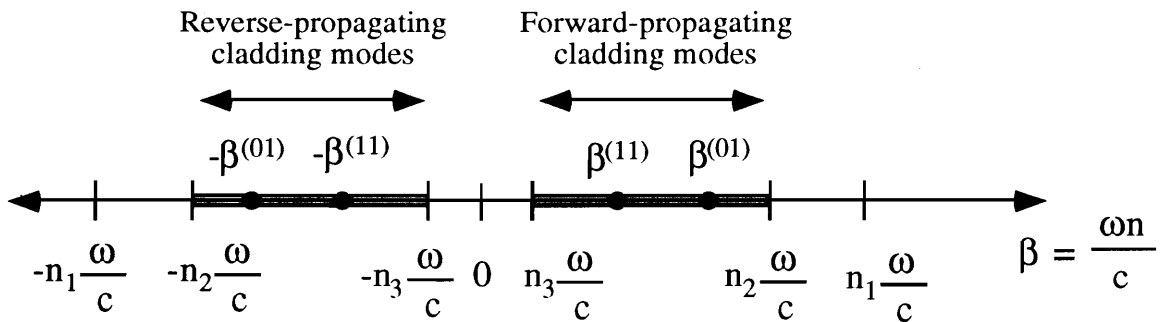 Reverse-propagating Forward-propagating
cladding modes cladding modes
-β(01) -β(11) β(11) β(01)
-n1 ω/c -n2 ω/c -n3 ω/c 0 n3 ω/c n2 ω/c n1 ω/c β = ωn/c